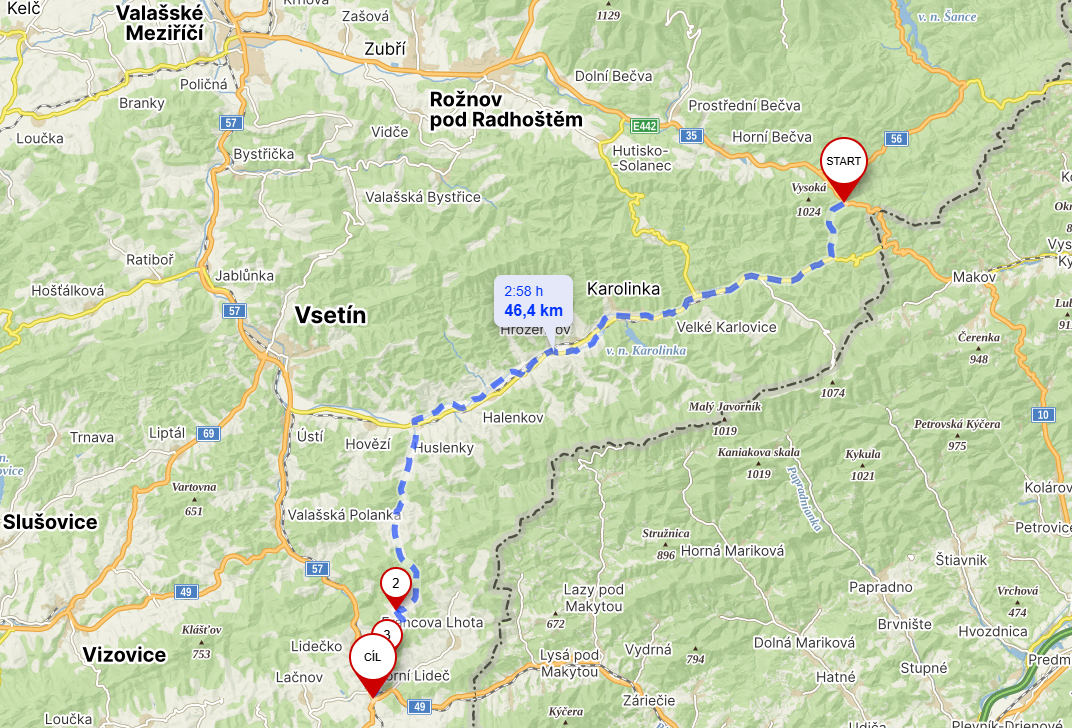 Kelč
Valašské
Meziříčí
Krhová
Zašová
1129
v. n. Šance
Zubří
Dolní Bečva
Poličná
Branky
Rožnov
pod Radhoštěm
Prostřední Bečva
57
E442
35
56
Loučka
Vidče
Horní Bečva
Bystřička
Hutisko-
-Solanec
START
Valašská Bystřice
Vysoká
1024
Ratiboř
Jablůnka
Makov
Hošťálková
2:58 h
46,4 km
Karolinka
57
Vsetín
Velké Karlovice
v. n. Karolinka
Čerenka
948
1074
Malý Javorník
1019
10
Halenkov
Trnava
Liptál
69
Ústí
Hovězí
Huslenky
Petrovská Kýčera
975
Kaniakova skala
1019
Kykula
1021
Papradnianka
Vartovna
651
Slušovice
Valašská Polanka
Stružnica
896
Horná Mariková
Štiavnik
57
2
49
Lazy pod
Makytou
Papradno
Vrchová
474
672
Francova Lhota
Brvnište
Hvozdnica
Klášťov
753
3
Lidečko
CÍL
Vizovice
Vydrná
794
Dolná Mariková
Lysá pod
Makytou
Stupné
Lačnov
Hatné
49
Záriečie
Kýčera
Loučka